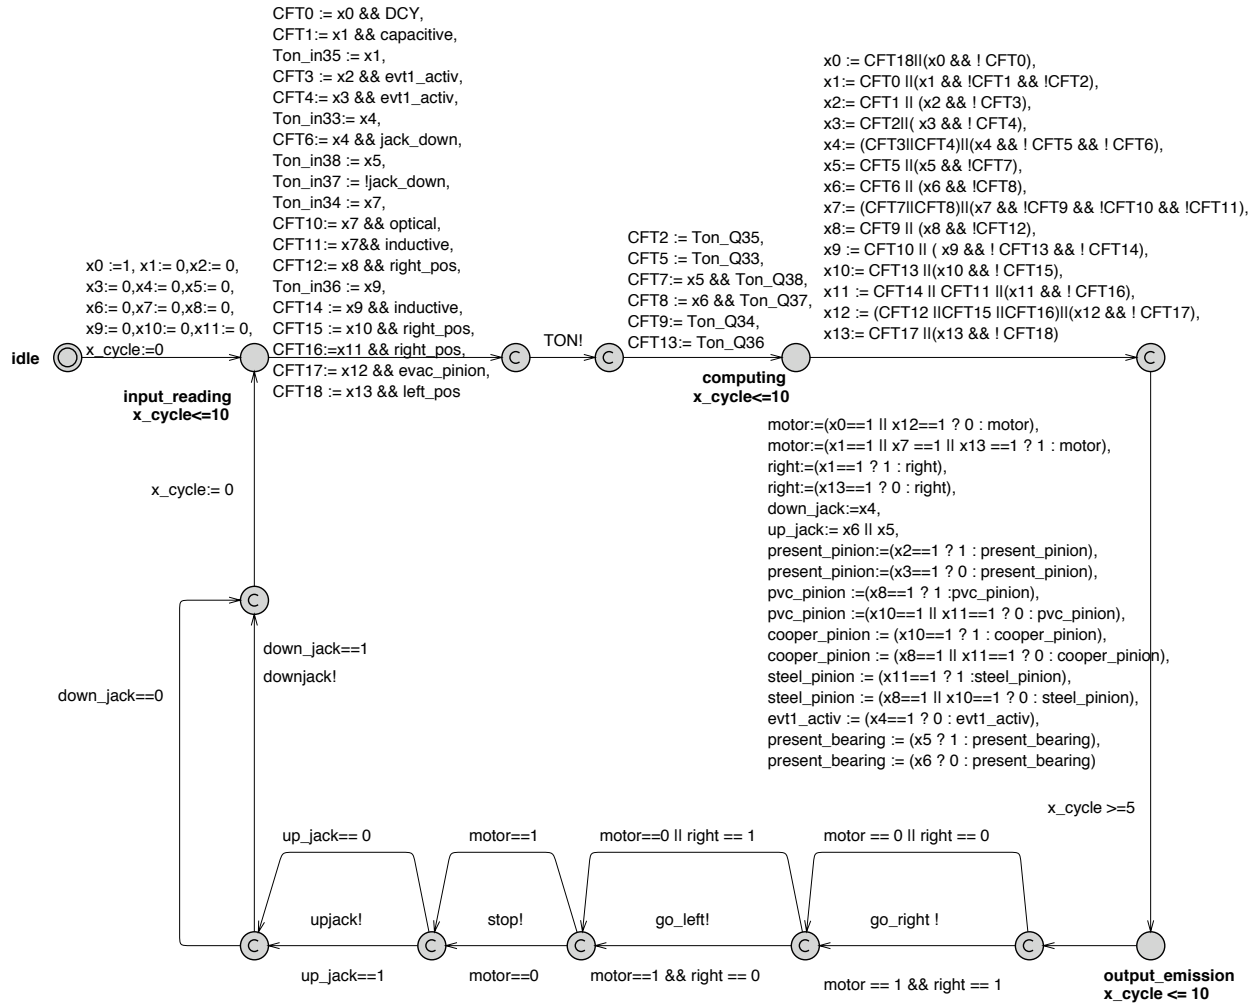 CFT0 := x0 && DCY,
CFT1:= x1 && capacitive,
Ton_in35 := x1,
CFT3 := x2 && evt1_activ,
CFT4:= x3 && evt1_activ,
Ton_in33:= x4,
CFT6:= x4 && jack_down,
Ton_in38 := x5,
Ton_in37 := !jack_down,
Ton_in34 := x7,
CFT10:= x7 && optical,
CFT11:= x7&& inductive,
CFT12:= x8 && right_pos,
Ton_in36 := x9,
CFT14 := x9 && inductive,
CFT15 := x10 && right_pos,
CFT16:=x11 && right_pos,
CFT17:= x12 && evac_pinion,
CFT18 := x13 && left_pos
x0 := CFT18||(x0 && ! CFT0),
x1:= CFT0 ||(x1 && !CFT1 && !CFT2),
x2:= CFT1 || (x2 && ! CFT3),
x3:= CFT2||( x3 && ! CFT4),
x4:= (CFT3||CFT4)||(x4 && ! CFT5 && ! CFT6),
x5:= CFT5 ||(x5 && !CFT7),
x6:= CFT6 || (x6 && !CFT8),
x7:= (CFT7||CFT8)||(x7 && !CFT9 && !CFT10 && !CFT11),
x8:= CFT9 || (x8 && !CFT12),
x9 := CFT10 || ( x9 && ! CFT13 && ! CFT14),
x10:= CFT13 ||(x10 && ! CFT15),
x11 := CFT14 || CFT11 ||(x11 && ! CFT16),
x12 := (CFT12 ||CFT15 ||CFT16)||(x12 && ! CFT17),
x13:= CFT17 ||(x13 && ! CFT18)
CFT2 := Ton_Q35,
CFT5 := Ton_Q33,
CFT7:= x5 && Ton_Q38,
CFT8 := x6 && Ton_Q37,
CFT9:= Ton_Q34,
CFT13:= Ton_Q36
x0 :=1, x1:= 0,x2:= 0,
x3:= 0,x4:= 0,x5:= 0,
x6:= 0,x7:= 0,x8:= 0,
x9:= 0,x10:= 0,x11:= 0,
x_cycle:=0
idle
TON!
C
C
C
input_reading
x_cycle<=10
computing
x_cycle<=10
motor:=(x0==1 || x12==1 ? 0 : motor),
motor:=(x1==1 || x7 ==1 || x13 ==1 ? 1 : motor),
right:=(x1==1 ? 1 : right),
right:=(x13==1 ? 0 : right),
down_jack:=x4,
up_jack:= x6 || x5,
present_pinion:=(x2==1 ? 1 : present_pinion),
present_pinion:=(x3==1 ? 0 : present_pinion),
pvc_pinion :=(x8==1 ? 1 :pvc_pinion),
pvc_pinion :=(x10==1 || x11==1 ? 0 : pvc_pinion),
cooper_pinion := (x10==1 ? 1 : cooper_pinion),
cooper_pinion := (x8==1 || x11==1 ? 0 : cooper_pinion),
steel_pinion := (x11==1 ? 1 :steel_pinion),
steel_pinion := (x8==1 || x10==1 ? 0 : steel_pinion),
evt1_activ := (x4==1 ? 0 : evt1_activ),
present_bearing := (x5 ? 1 : present_bearing),
present_bearing := (x6 ? 0 : present_bearing)
x_cycle:= 0
C
down_jack==1
downjack!
down_jack==0
x_cycle >=5
up_jack== 0
motor==1
motor==0 || right == 1
motor == 0 || right == 0
upjack!
stop!
go_left!
go_right !
C
C
C
C
C
up_jack==1
motor==0
motor==1 && right == 0
motor == 1 && right == 1
output_emission
x_cycle <= 10